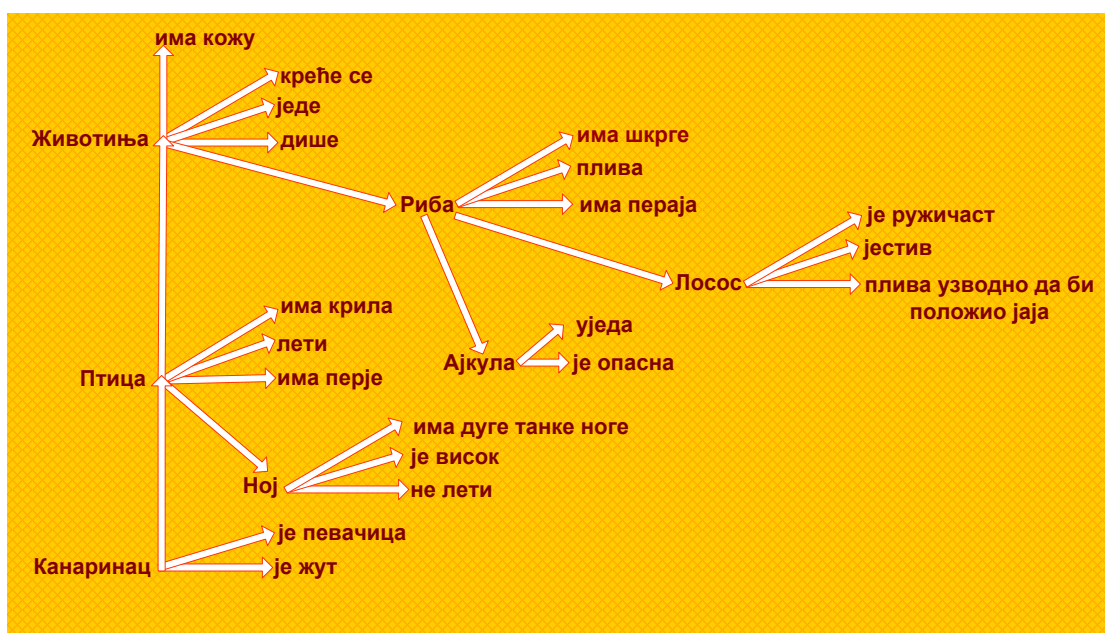 има кожу
креће се
једе
Животиња
дише
има шкрге
плива
Риба
има пераја
је ружичаст
јестив
Лосос
плива узводно да би
положио јаја
има крила
лети
Птица
има перје
уједа
Ајкула
је опасна
има дуге танке ноге
је висок
Ној
не лети
је певачица
Канаринац
је жут